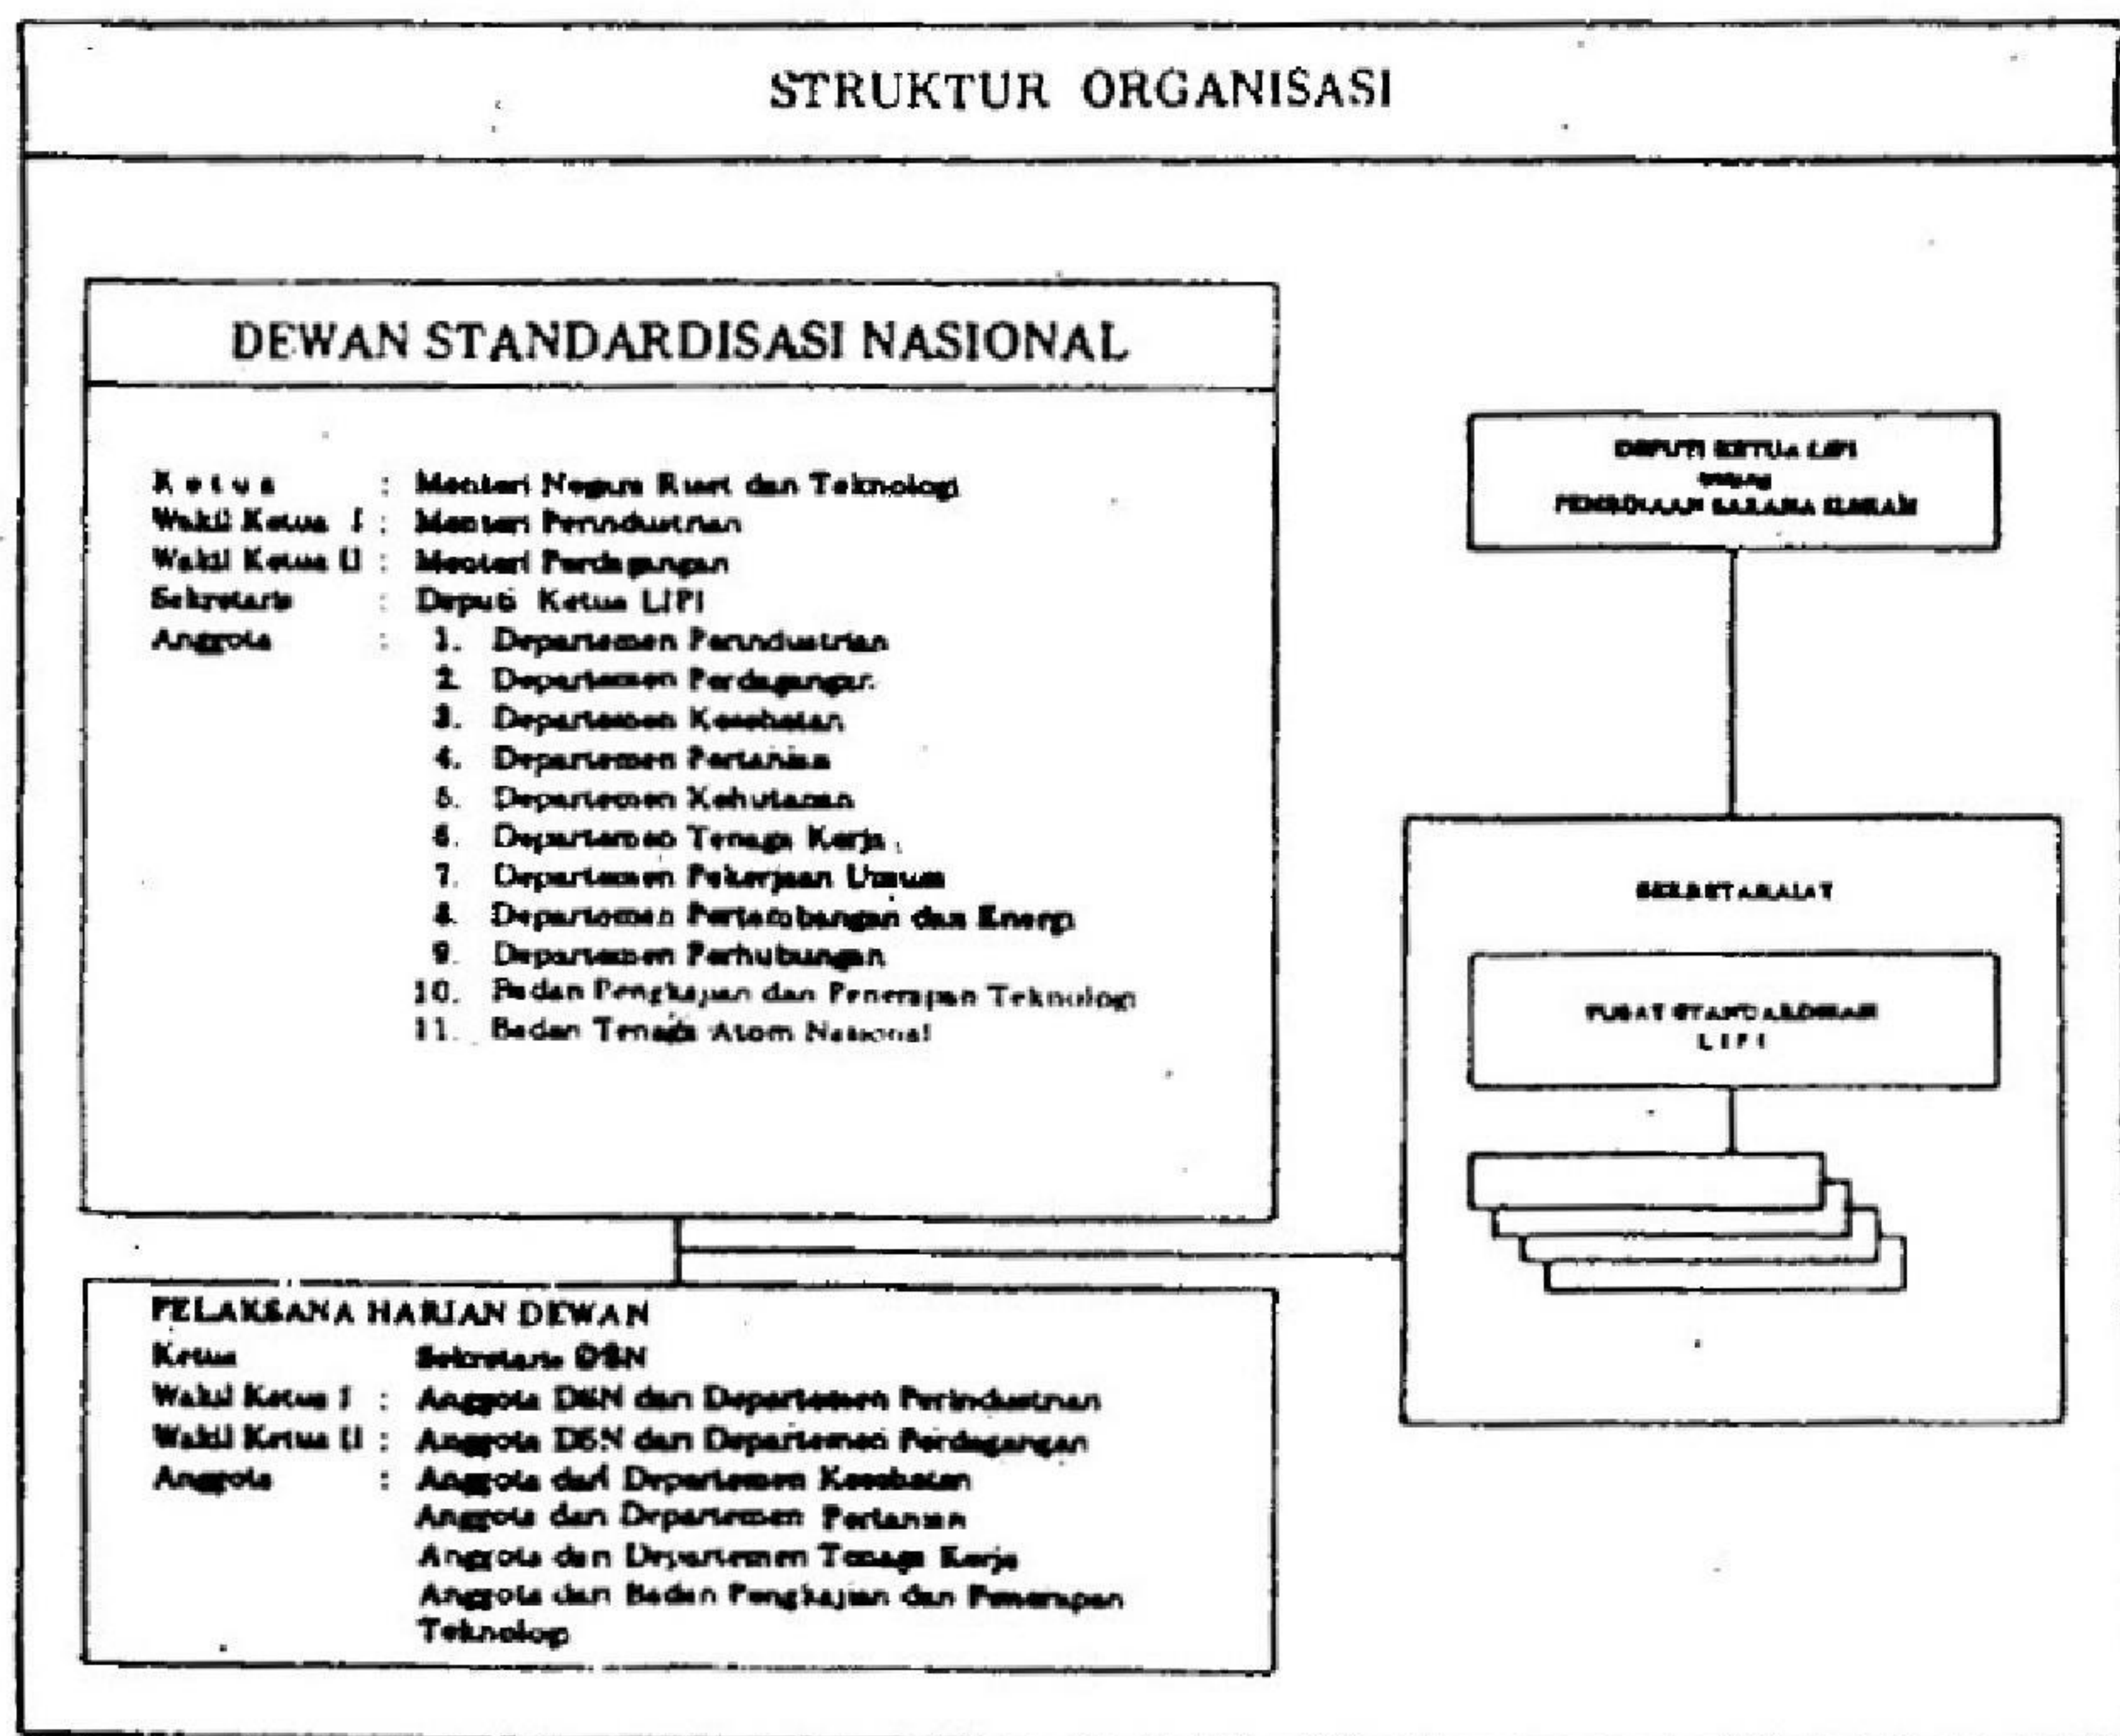 STRUKTUR ORGANISASI
DEWAN STANDARDISASI NASIONAL
Ketua : Menteri Negara Riset dan Teknologi
Wakil Ketua I : Menteri Perindustrian
Wakil Ketua II : Menteri Perdagangan
Sekretaris : Deputi Ketua LIPI
Anggota : 1. Departemen Perindustrian
2. Departemen Perdagangan
3. Departemen Kesehatan
4. Departemen Pertanian
5. Departemen Kehutanan
6. Departemen Tenaga Kerja
7. Departemen Pekerjaan Umum
8. Departemen Pertambangan dan Energi
9. Departemen Perhubungan
10. Badan Pengkajian dan Penerapan Teknologi
11. Badan Tenaga Atom Nasional
PELAKSANA HARIAN DEWAN
Ketua Sekretaris DSN
Wakil Ketua I : Anggota DSN dari Departemen Perindustrian
Wakil Ketua II : Anggota DSN dari Departemen Perdagangan
Anggota : Anggota dari Departemen Kesehatan
Anggota dari Departemen Pertanian
Anggota dari Departemen Tenaga Kerja
Anggota dari Badan Pengkajian dan Penerapan
Teknologi
DEPUTI KETUA LIPI
bidang
PEMBINAAN SARANA ILMIAH
SEKRETARIAT
PUSAT STANDARDISASI
LIPI